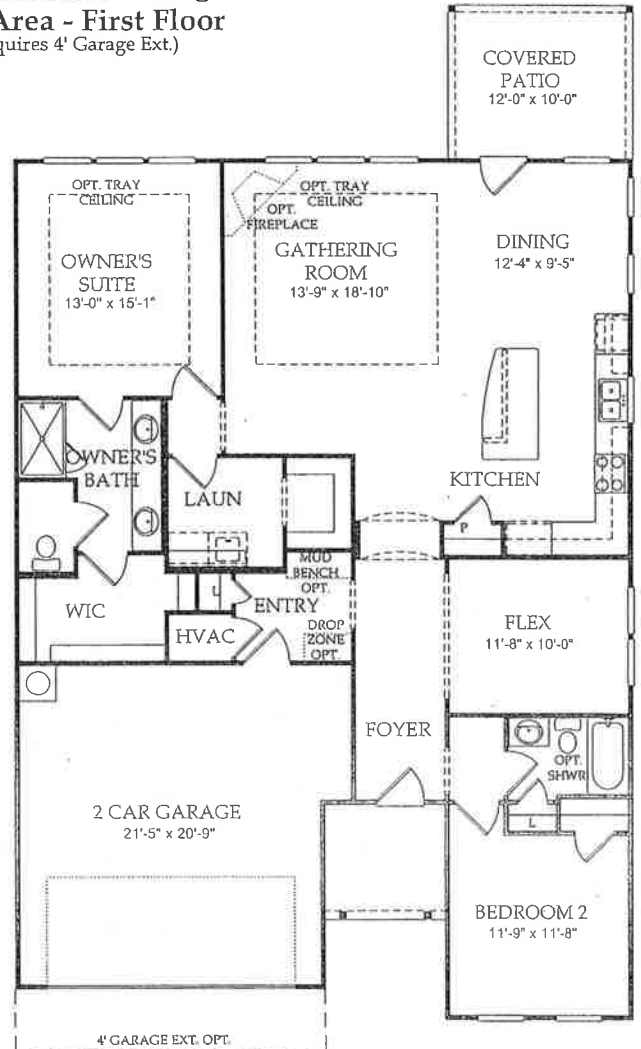 Area - First Floor
quires 4' Garage Ext.)
COVERED
PATIO
12'-0" x 10'-0"
OPT. TRAY
CEILING
OWNER'S
SUITE
13'-0" x 15'-1"
OPT. TRAY
CEILING
OPT.
FIREPLACE
GATHERING
ROOM
13'-9" x 18'-10"
DINING
12'-4" x 9'-5"
OWNER'S
BATH
LAUN
KITCHEN
P
WIC
L
ENTRY
MUD
BENCH
OPT.
HVAC
DROP
ZONE
OPT.
FLEX
11'-8" x 10'-0"
FOYER
OPT.
SHWR
L
2 CAR GARAGE
21'-5" x 20'-9"
BEDROOM 2
11'-9" x 11'-8"
4' GARAGE EXT. OPT.